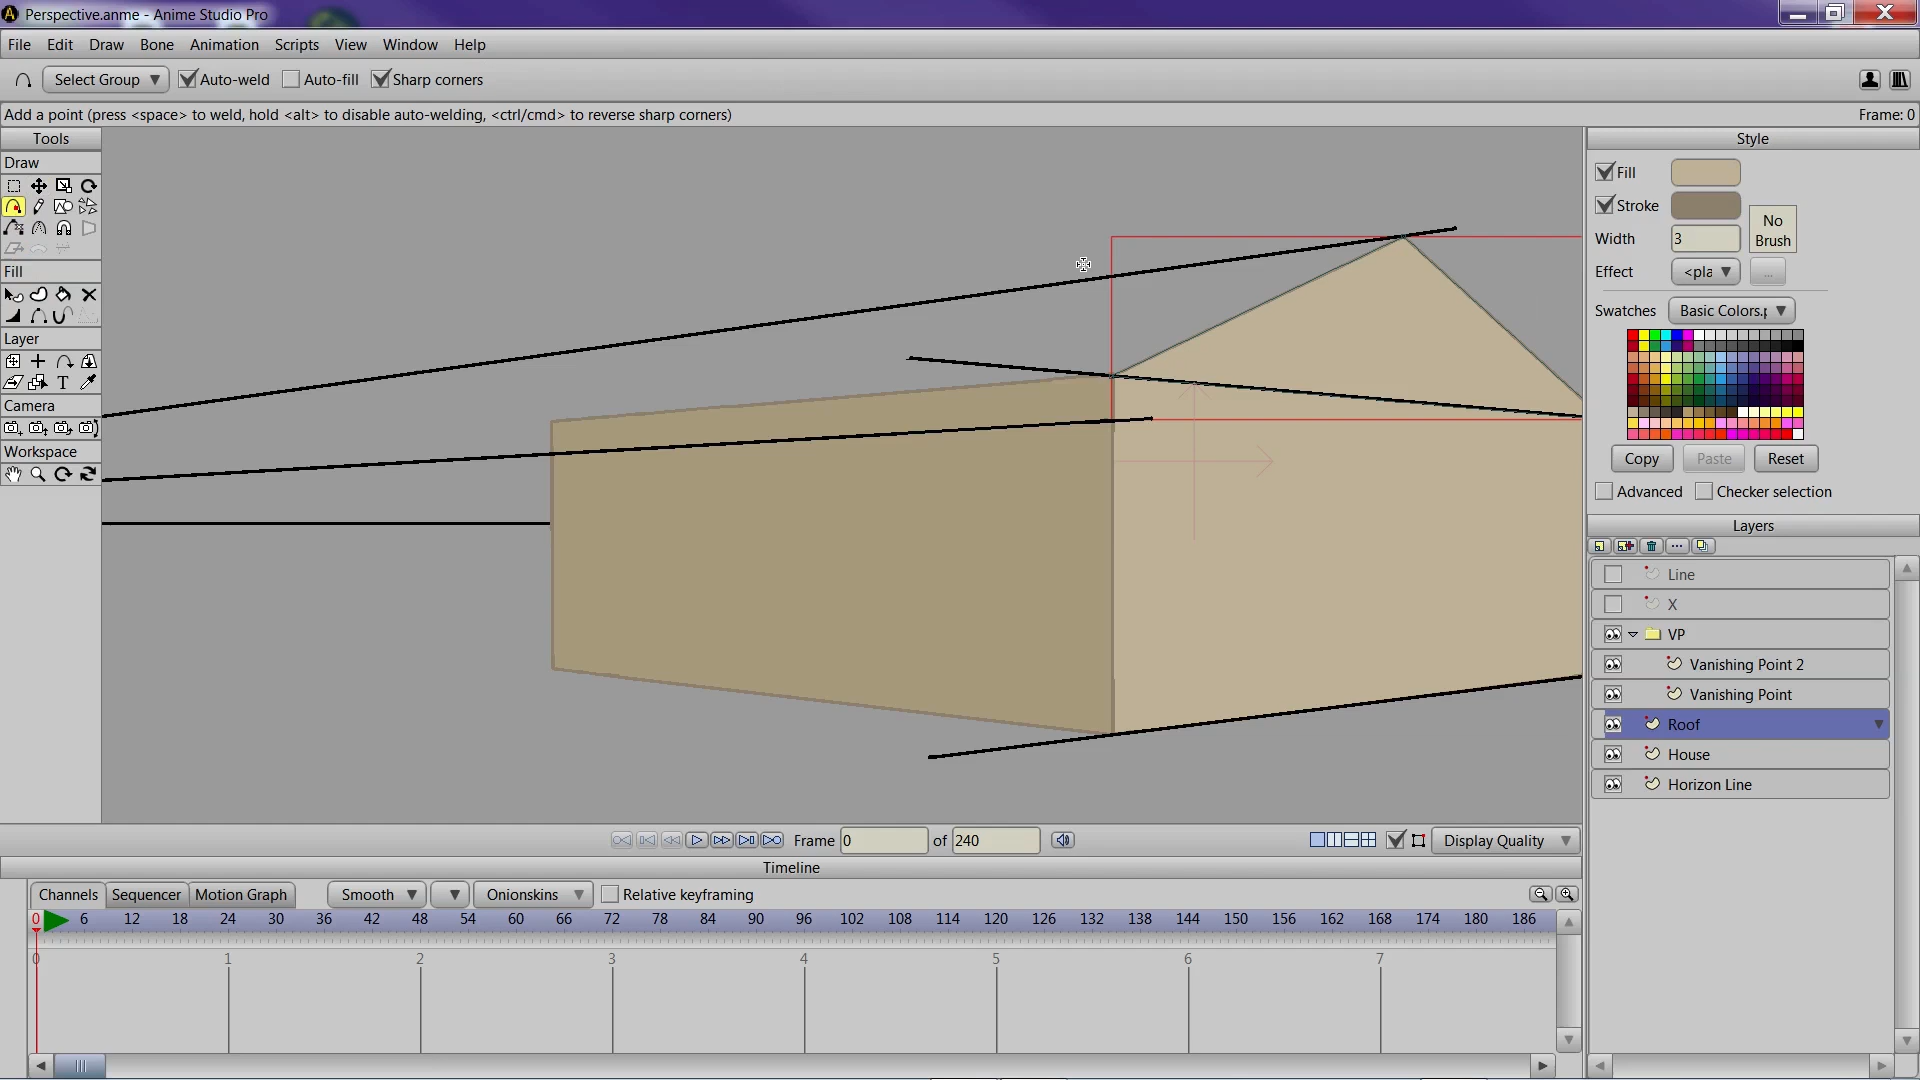 Perspective.anme - Anime Studio Pro
File Edit Draw Bone Animation Scripts View Window Help
Select Group Auto-weld Auto-fill Sharp corners
Add a point (press <space> to weld, hold <alt> to disable auto-welding, <ctrl/cmd> to reverse sharp corners) Frame: 0
Tools
Draw
Fill
Layer
T
Camera
Workspace
Style
Fill
Stroke
No Brush
Width 3
Effect <pla ...
Swatches Basic Colors.p
Copy Paste Reset
Advanced Checker selection
Layers
Line
X
VP
Vanishing Point 2
Vanishing Point
Roof
House
Horizon Line
Frame 0 of 240 Display Quality
Timeline
Channels Sequencer Motion Graph Smooth Onionskins Relative keyframing
0 6 12 18 24 30 36 42 48 54 60 66 72 78 84 90 96 102 108 114 120 126 132 138 144 150 156 162 168 174 180 186
0 1 2 3 4 5 6 7